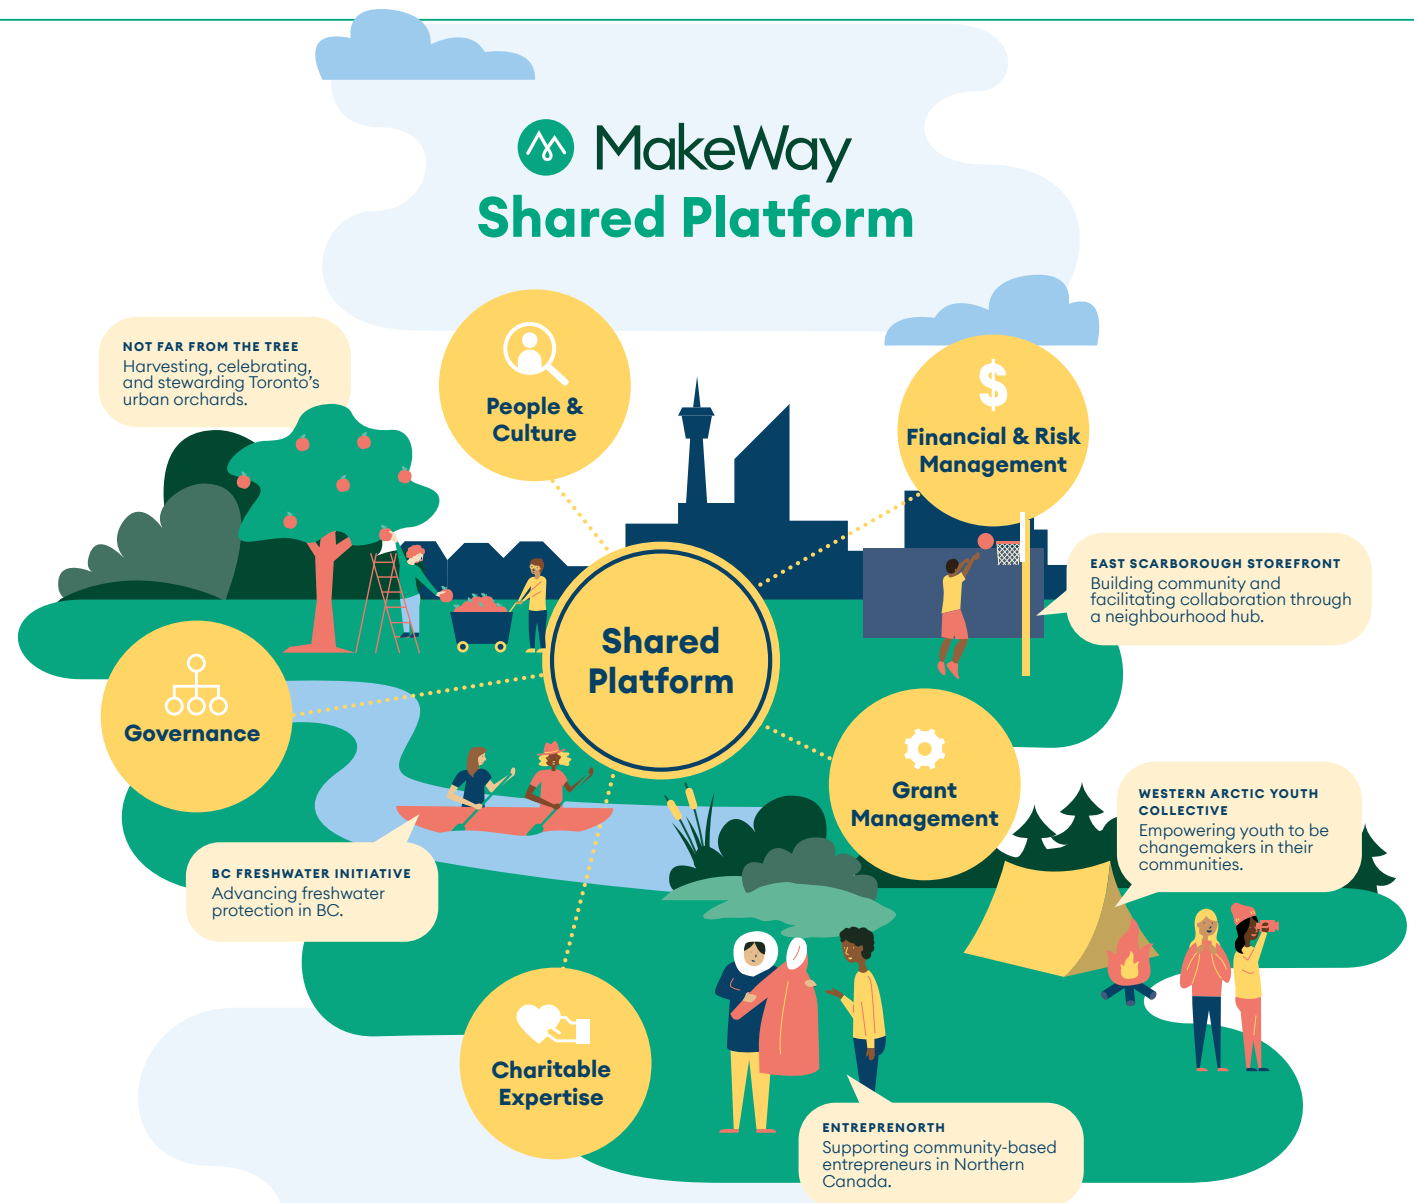 MakeWay
Shared Platform
NOT FAR FROM THE TREE
Harvesting, celebrating,
and stewarding Toronto's
urban orchards.
People &
Culture
$
Financial & Risk
Management
EAST SCARBOROUGH STOREFRONT
Building community and
facilitating collaboration through
a neighbourhood hub.
Shared
Platform
Governance
Grant
Management
WESTERN ARCTIC YOUTH
COLLECTIVE
Empowering youth to be
changemakers in their
communities.
BC FRESHWATER INITIATIVE
Advancing freshwater
protection in BC.
Charitable
Expertise
ENTREPRENORTH
Supporting community-based
entrepreneurs in Northern
Canada.